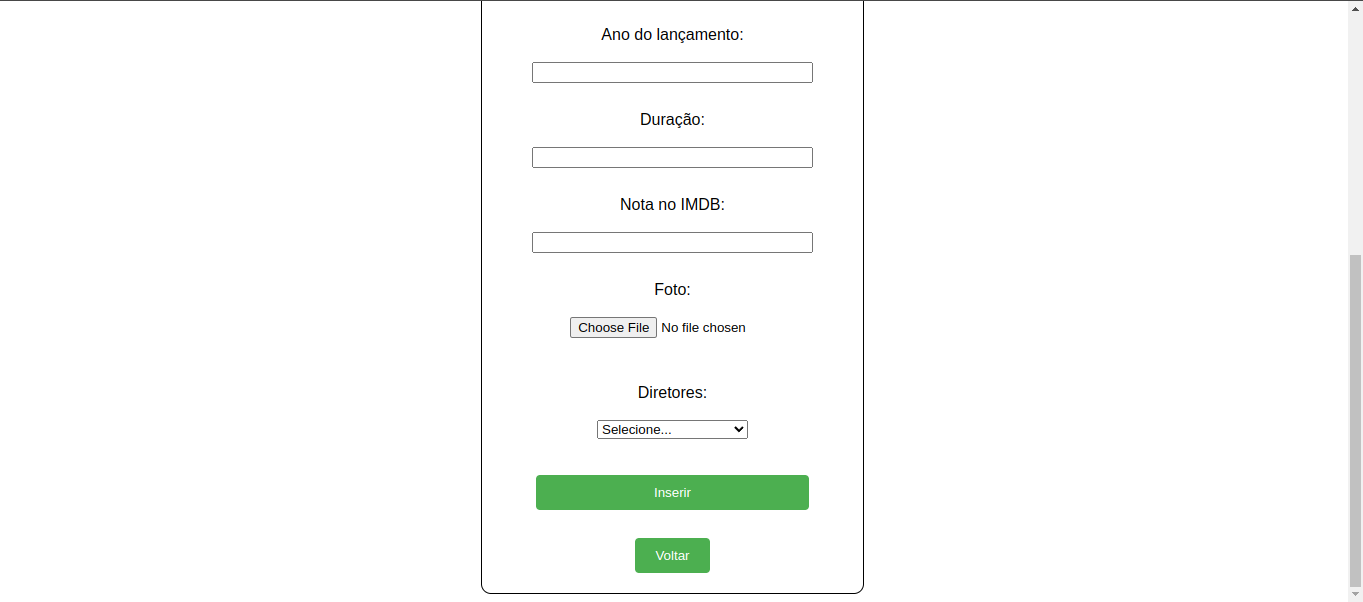 Ano do lançamento:
Duração:
Nota no IMDB:
Foto:
Choose File No file chosen
Diretores:
Selecione...
Inserir
Voltar